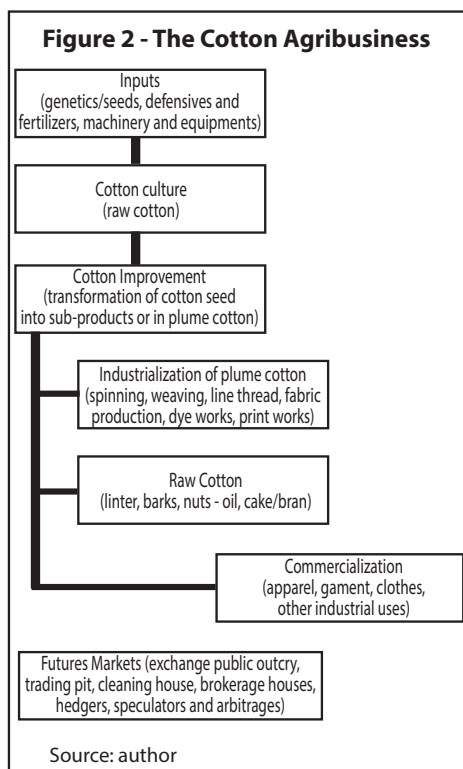 Figure 2 - The Cotton Agribusiness
Inputs
(genetics/seeds, defensives and
fertilizers, machinery and equipments)
Cotton culture
(raw cotton)
Cotton Improvement
(transformation of cotton seed
into sub-products or in plume cotton)
Industrialization of plume cotton
(spinning, weaving, line thread, fabric
production, dye works, print works)
Raw Cotton
(linter, barks, nuts - oil, cake/bran)
Commercialization
(apparel, gament, clothes,
other industrial uses)
Futures Markets (exchange public outcry,
trading pit, cleaning house, brokerage houses,
hedgers, speculators and arbitrages)
Source: author